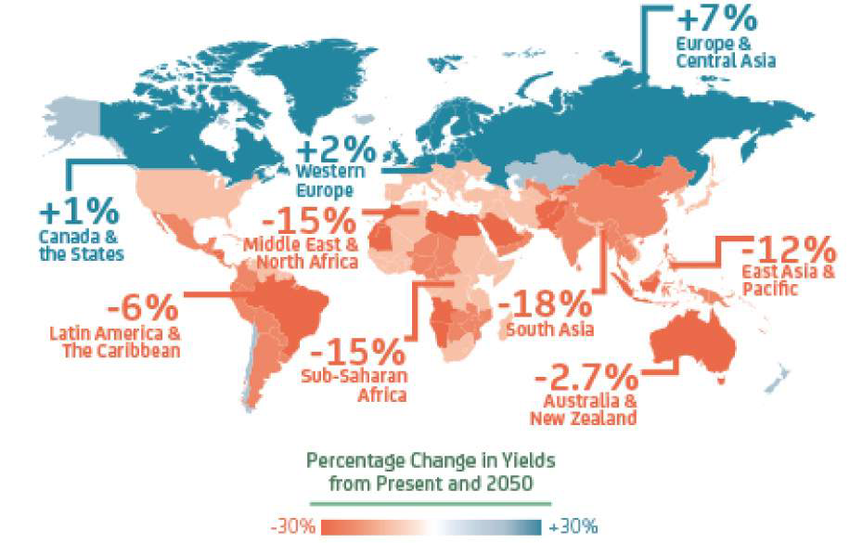 +7%
Europe &
Central Asia
+2%
Western
Europe
+1%
Canada &
the States
-15%
Middle East &
North Africa
-12%
East Asia &
Pacific
-6%
Latin America &
The Caribbean
-18%
South Asia
-15%
Sub-Saharan
Africa
-2.7%
Australia &
New Zealand
Percentage Change in Yields
from Present and 2050
-30%
+30%